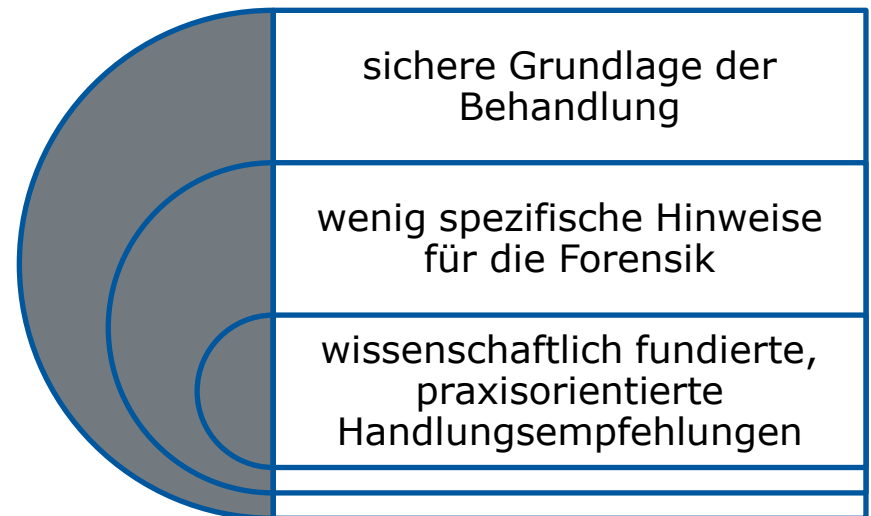 sichere Grundlage der
Behandlung
wenig spezifische Hinweise
für die Forensik
wissenschaftlich fundierte,
praxisorientierte
Handlungsempfehlungen